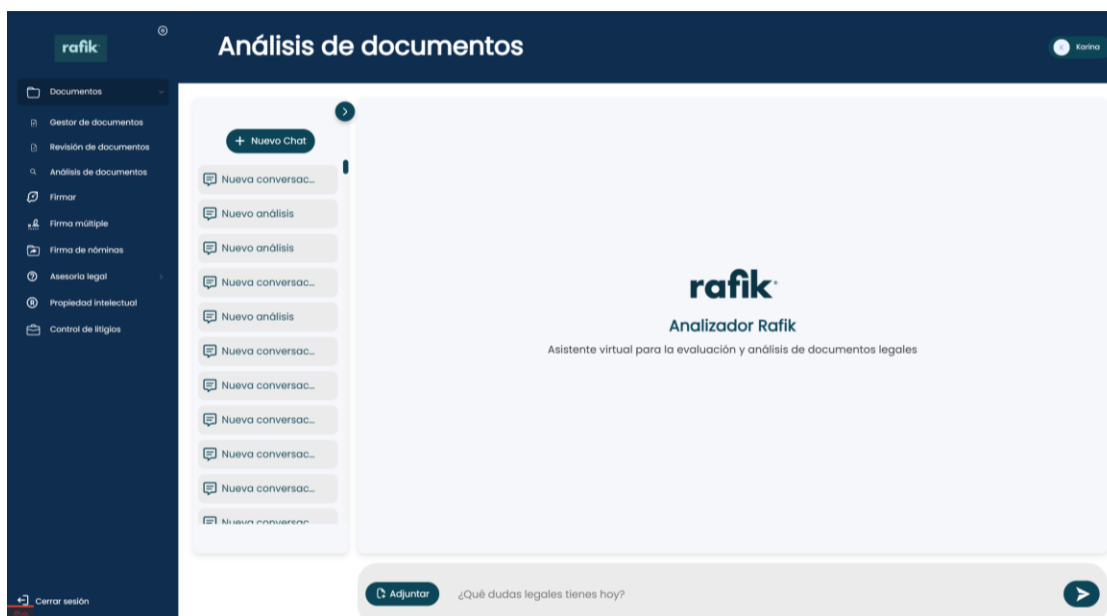 rafik
Análisis de documentos
Karina
Documentos
Gestor de documentos
Revisión de documentos
Análisis de documentos
Firmar
Firma múltiple
Firma de nóminas
Asesoría legal
Propiedad intelectual
Control de litigios
Cerrar sesión
+ Nuevo Chat
Nueva conversac...
Nuevo análisis
Nuevo análisis
Nueva conversac...
Nuevo análisis
Nueva conversac...
Nueva conversac...
Nueva conversac...
Nueva conversac...
Nueva conversac...
Nueva conversac...
rafik
Analizador Rafik
Asistente virtual para la evaluación y análisis de documentos legales
Adjuntar
¿Qué dudas legales tienes hoy?